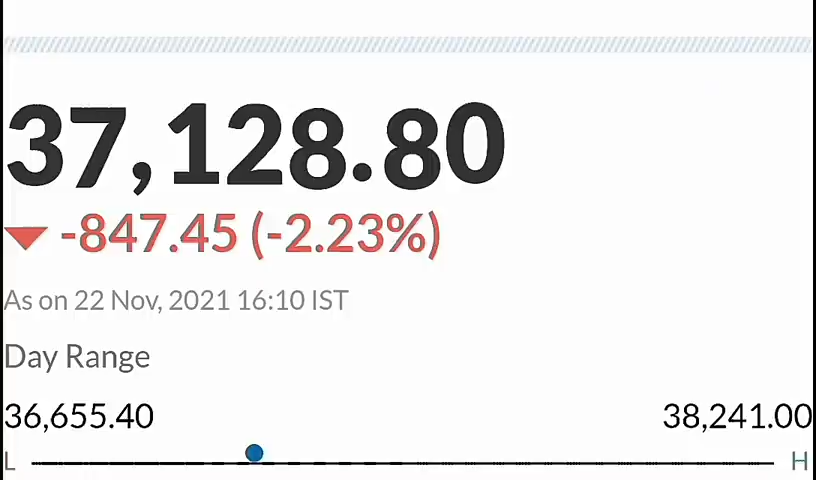 37,128.80
-847.45 (-2.23%)
As on 22 Nov, 2021 16:10 IST
Day Range
36,655.40 38,241.00
L H